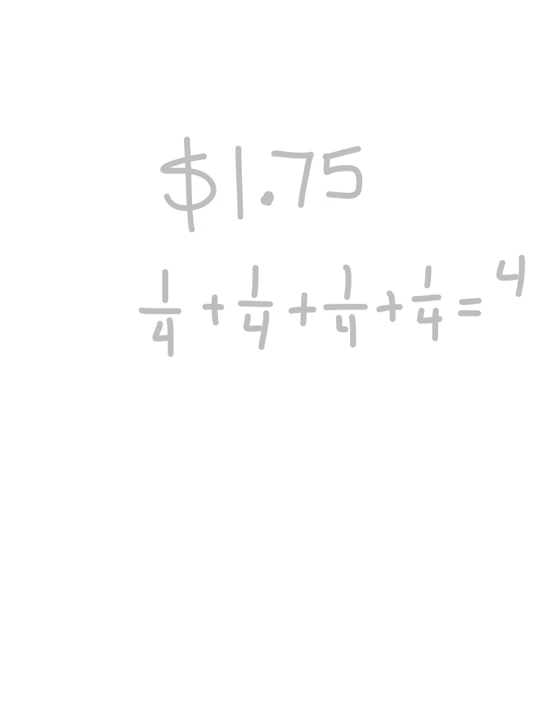 $1.75
1/4 + 1/4 + 1/4 + 1/4 = 4